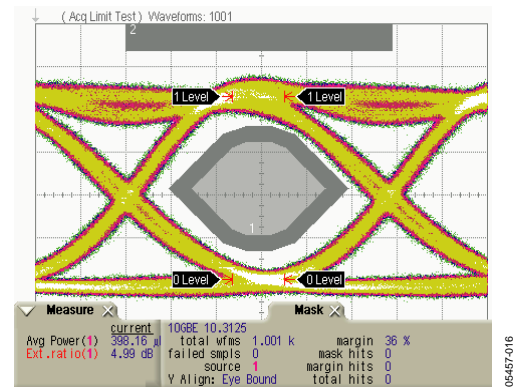 ( Acq Limit Test ) Waveforms: 1001
2
1 Level 1 Level
1
0 Level 0 Level
Measure
current
Avg Power(1) 398.16
Ext.ratio(1) 4.99 dB
Mask
10GBE 10.3125
total wfms 1.001 k margin 36 %
failed smpls 0 mask hits 0
source 1 margin hits 0
Y Align: Eye Bound total hits 0
05457-016